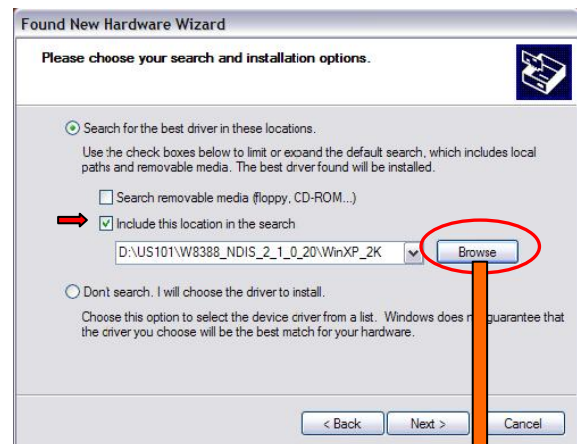 Found New Hardware Wizard
Please choose your search and installation options.
Search for the best driver in these locations.
Use the check boxes below to limit or expand the default search, which includes local
paths and removable media. The best driver found will be installed.
Search removable media (floppy, CD-ROM...)
Include this location in the search
D:\US101\W8388_NDIS_2_1_0_20\WinXP_2K
Browse
Don't search. I will choose the driver to install.
Choose this option to select the device driver from a list. Windows does not guarantee that
the driver you choose will be the best match for your hardware.
< Back
Next >
Cancel